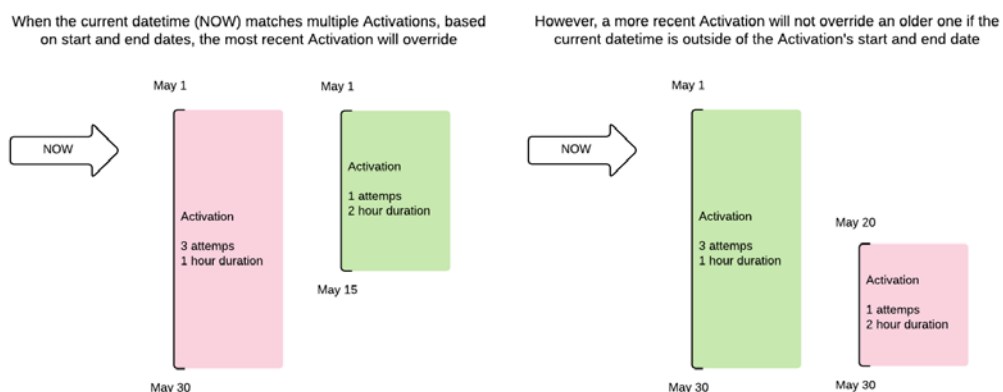 When the current datetime (NOW) matches multiple Activations, based
on start and end dates, the most recent Activation will override
May 1
May 1
NOW
Activation
1 attemps
2 hour duration
Activation
3 attemps
1 hour duration
May 15
May 30
However, a more recent Activation will not override an older one if the
current datetime is outside of the Activation's start and end date
May 1
NOW
Activation
3 attemps
1 hour duration
May 20
Activation
1 attemps
2 hour duration
May 30
May 30